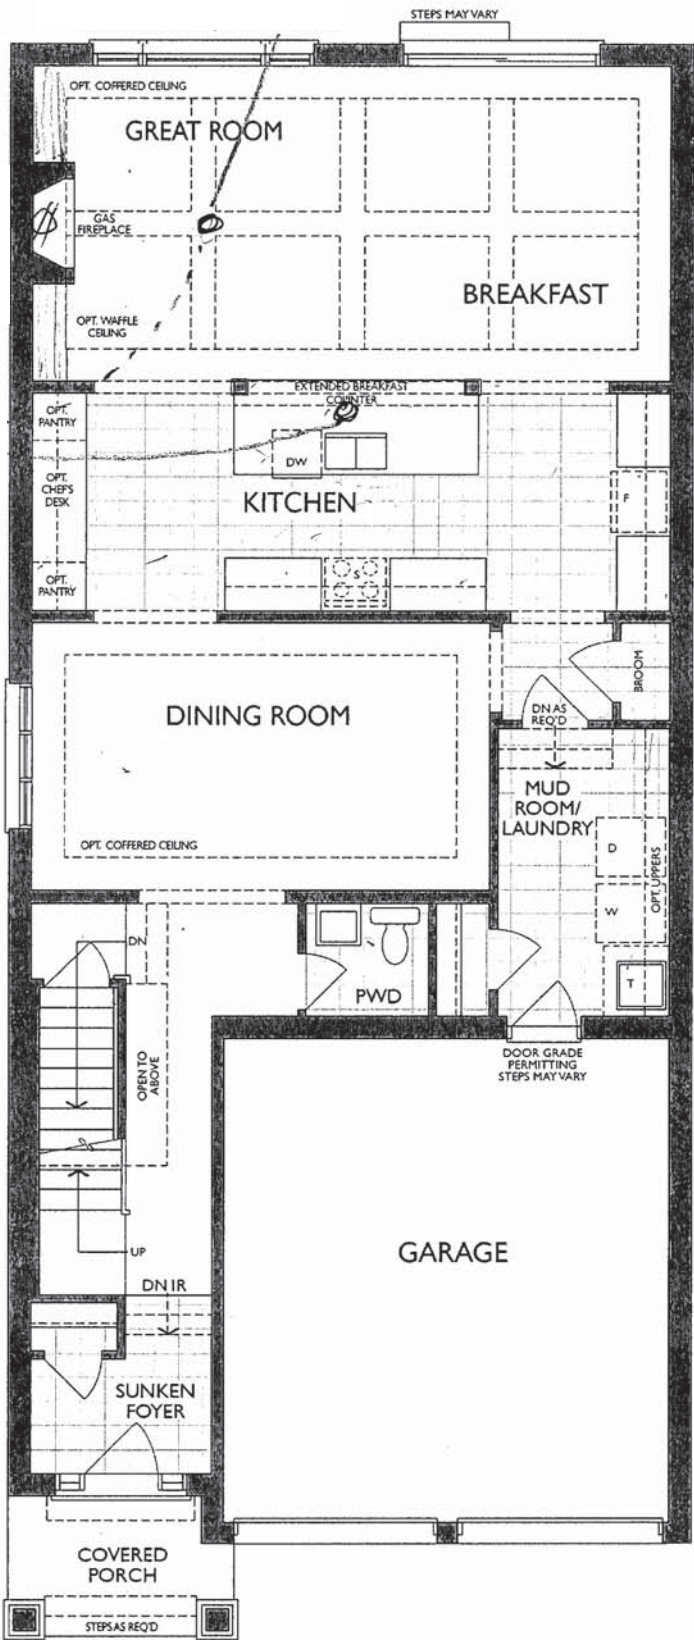 STEPS MAY VARY
OPT. COFFERED CEILING
GREAT ROOM
GAS
FIREPLACE
BREAKFAST
OPT. WAFFLE
CEILING
EXTENDED BREAKFAST
COUNTER
OPT.
PANTRY
DW
OPT.
CHEF'S
DESK
KITCHEN
F
OPT.
PANTRY
S
BROOM
DINING ROOM
DN AS
REQ'D
MUD
ROOM/
LAUNDRY
OPT. COFFERED CEILING
D
OPT. UPPERS
W
DN
PWD
T
OPEN TO
ABOVE
DOOR GRADE
PERMITTING
STEPS MAY VARY
UP
GARAGE
DN 1R
SUNKEN
FOYER
COVERED
PORCH
STEPS AS REQ'D